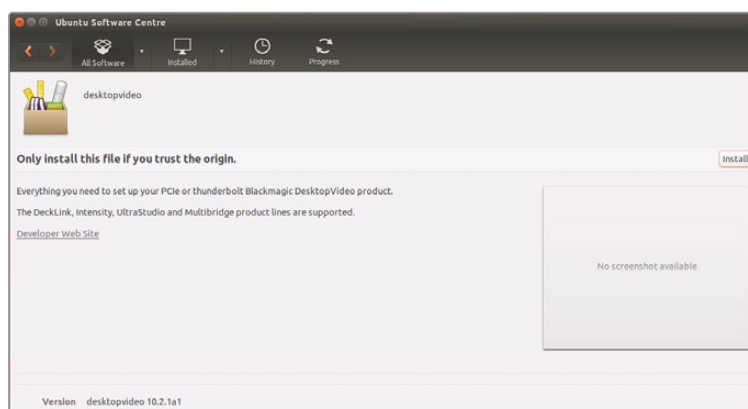 Ubuntu Software Centre
All Software
Installed
History
Progress
desktopvideo
Only install this file if you trust the origin.
Install
Everything you need to set up your PCIe or thunderbolt Blackmagic DesktopVideo product.
The DeckLink, Intensity, UltraStudio and Multibridge product lines are supported.
Developer Web Site
No screenshot available
Version desktopvideo 10.2.1a1